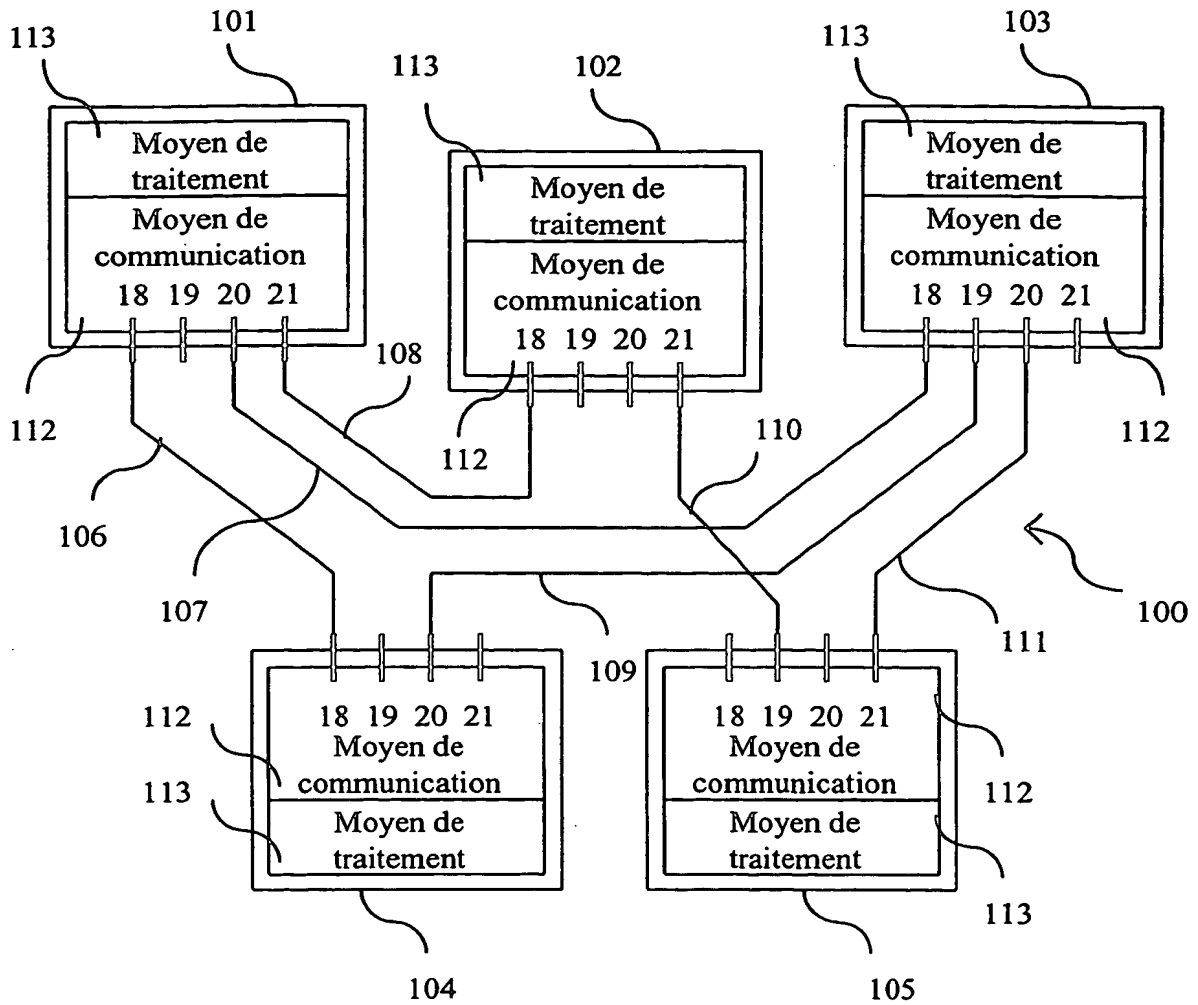 113
101
113
102
113
103
Moyen de
traitement
Moyen de
communication
18 19 20 21
Moyen de
traitement
Moyen de
communication
18 19 20 21
Moyen de
traitement
Moyen de
communication
18 19 20 21
112
108
112
110
112
106
107
109
111
100
18 19 20 21
Moyen de
communication
Moyen de
traitement
112
113
18 19 20 21
Moyen de
communication
Moyen de
traitement
112
113
104
105